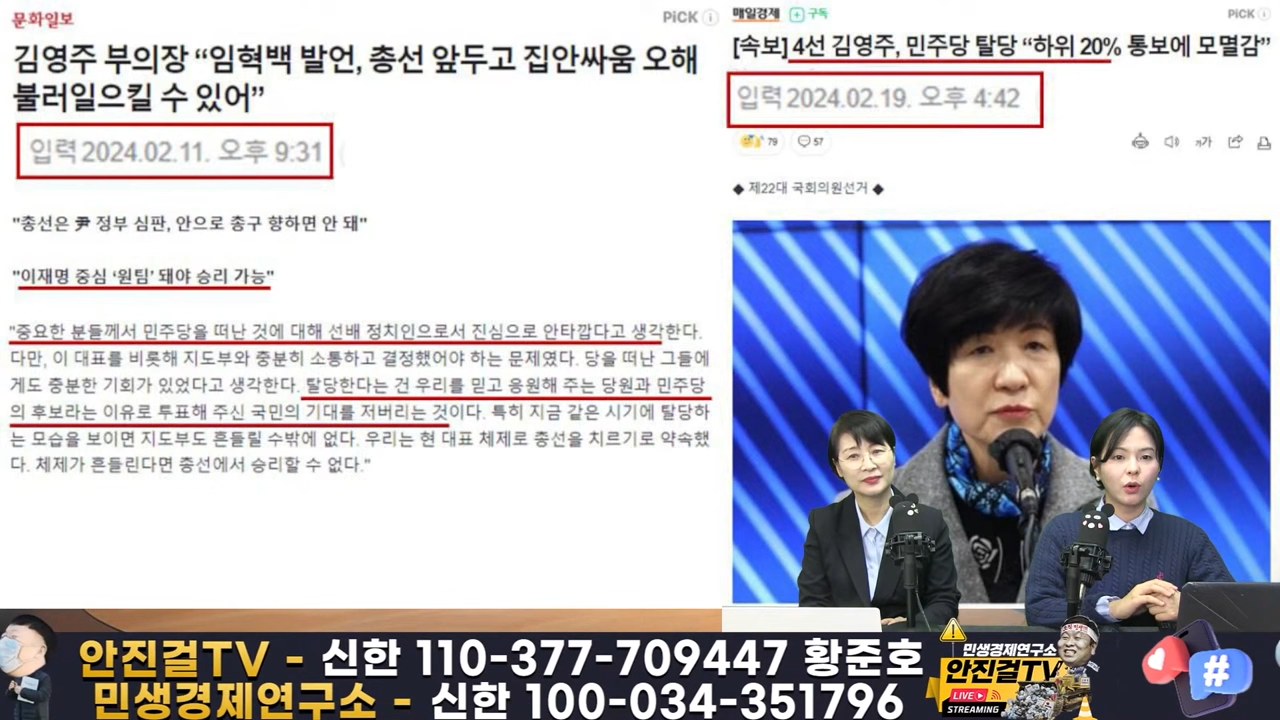 문화일보
PiCK
김영주 부의장 “임혁백 발언, 총선 앞두고 집안싸움 오해
불러일으킬 수 있어”
입력 2024.02.11. 오후 9:31
"총선은 尹 정부 심판, 안으로 총구 향하면 안 돼"
"이재명 중심 ‘원팀’ 돼야 승리 가능"
"중요한 분들께서 민주당을 떠난 것에 대해 선배 정치인으로서 진심으로 안타깝다고 생각한다.
다만, 이 대표를 비롯해 지도부와 충분히 소통하고 결정했어야 하는 문제였다. 당을 떠난 그들에
게도 충분한 기회가 있었다고 생각한다. 탈당한다는 건 우리를 믿고 응원해 주는 당원과 민주당
의 후보라는 이유로 투표해 주신 국민의 기대를 저버리는 것이다. 특히 지금 같은 시기에 탈당하
는 모습을 보이면 지도부도 흔들릴 수밖에 없다. 우리는 현 대표 체제로 총선을 치르기로 약속했
다. 체제가 흔들린다면 총선에서 승리할 수 없다."
매일경제
구독
PiCK
[속보] 4선 김영주, 민주당 탈당 “하위 20% 통보에 모멸감”
입력 2024.02.19. 오후 4:42
79
57
가가
◆ 제22대 국회의원선거 ◆
안진걸TV - 신한 110-377-709447 황준호
민생경제연구소 - 신한 100-034-351796
민생경제연구소
안진걸TV
LIVE
STREAMING
#